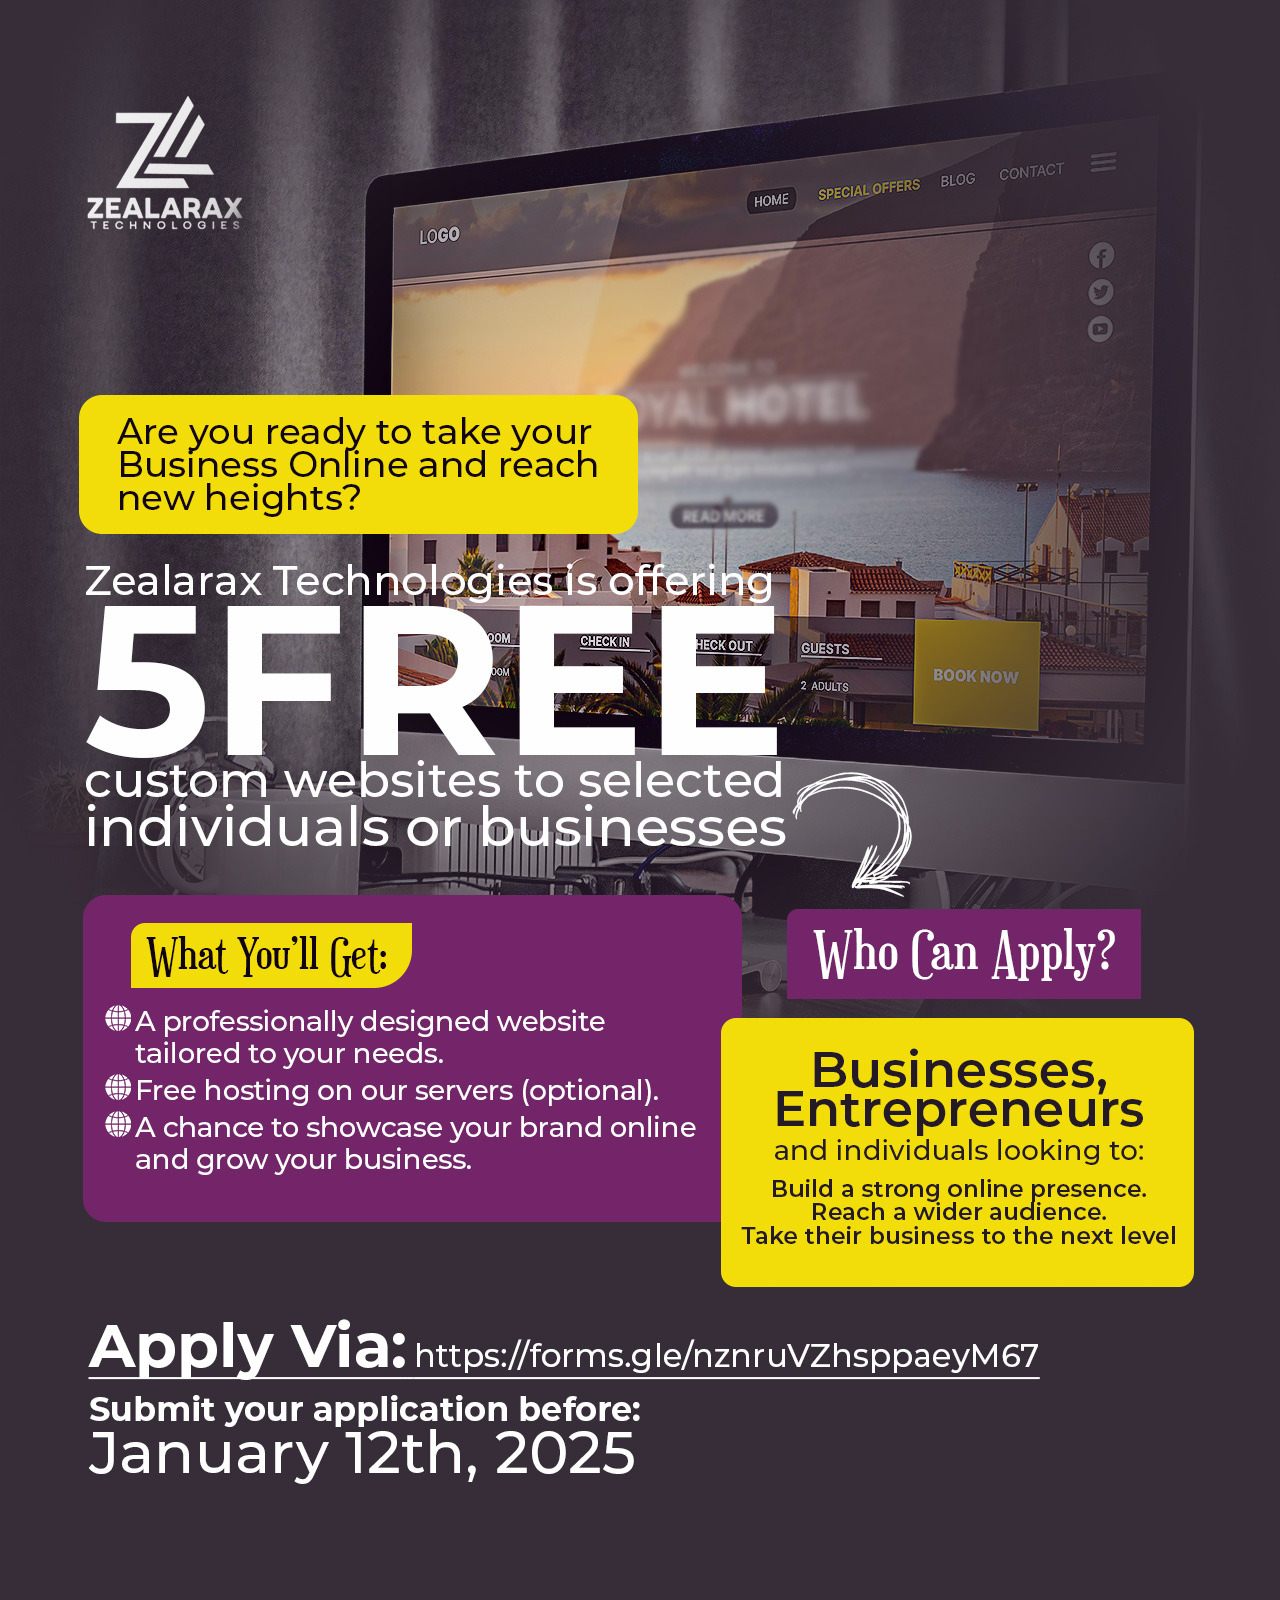 ZEALARAX
TECHNOLOGIES
LOGO
HOME
SPECIAL OFFERS
BLOG
CONTACT
HOTEL
READ MORE
Are you ready to take your
Business Online and reach
new heights?
Zealarax Technologies is offering
5FREE
CHECK IN
GUESTS
2 ADULTS
BOOK NOW
custom websites to selected
individuals or businesses
What You'll Get:
A professionally designed website
tailored to your needs.
Free hosting on our servers (optional).
A chance to showcase your brand online
and grow your business.
Who Can Apply?
Businesses,
Entrepreneurs
and individuals looking to:
Build a strong online presence.
Reach a wider audience.
Take their business to the next level
Apply Via: https://forms.gle/nznruVZhsppaeyM67
Submit your application before:
January 12th, 2025